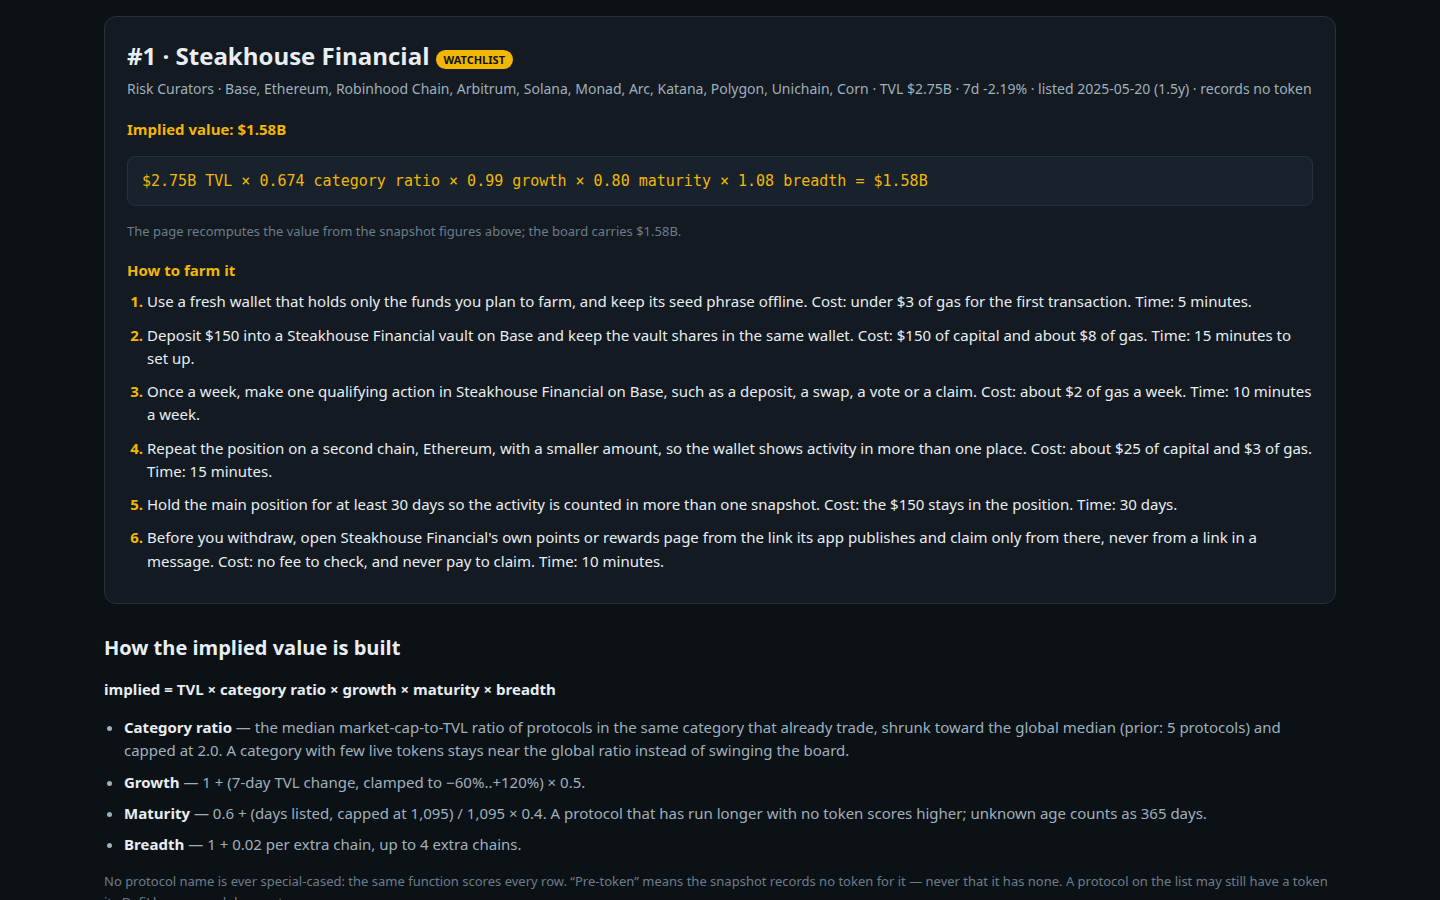 #1 · Steakhouse Financial WATCHLIST
Risk Curators · Base, Ethereum, Robinhood Chain, Arbitrum, Solana, Monad, Arc, Katana, Polygon, Unichain, Corn · TVL $2.75B · 7d -2.19% · listed 2025-05-20 (1.5y) · records no token
Implied value: $1.58B
$2.75B TVL × 0.674 category ratio × 0.99 growth × 0.80 maturity × 1.08 breadth = $1.58B
The page recomputes the value from the snapshot figures above; the board carries $1.58B.
How to farm it
1. Use a fresh wallet that holds only the funds you plan to farm, and keep its seed phrase offline. Cost: under $3 of gas for the first transaction. Time: 5 minutes.
2. Deposit $150 into a Steakhouse Financial vault on Base and keep the vault shares in the same wallet. Cost: $150 of capital and about $8 of gas. Time: 15 minutes to
set up.
3. Once a week, make one qualifying action in Steakhouse Financial on Base, such as a deposit, a swap, a vote or a claim. Cost: about $2 of gas a week. Time: 10 minutes
a week.
4. Repeat the position on a second chain, Ethereum, with a smaller amount, so the wallet shows activity in more than one place. Cost: about $25 of capital and $3 of gas.
Time: 15 minutes.
5. Hold the main position for at least 30 days so the activity is counted in more than one snapshot. Cost: the $150 stays in the position. Time: 30 days.
6. Before you withdraw, open Steakhouse Financial's own points or rewards page from the link its app publishes and claim only from there, never from a link in a
message. Cost: no fee to check, and never pay to claim. Time: 10 minutes.
How the implied value is built
implied = TVL × category ratio × growth × maturity × breadth
• Category ratio — the median market-cap-to-TVL ratio of protocols in the same category that already trade, shrunk toward the global median (prior: 5 protocols) and
capped at 2.0. A category with few live tokens stays near the global ratio instead of swinging the board.
• Growth — 1 + (7-day TVL change, clamped to −60%..+120%) × 0.5.
• Maturity — 0.6 + (days listed, capped at 1,095) / 1,095 × 0.4. A protocol that has run longer with no token scores higher; unknown age counts as 365 days.
• Breadth — 1 + 0.02 per extra chain, up to 4 extra chains.
No protocol name is ever special-cased: the same function scores every row. “Pre-token” means the snapshot records no token for it — never that it has none. A protocol on the list may still have a token